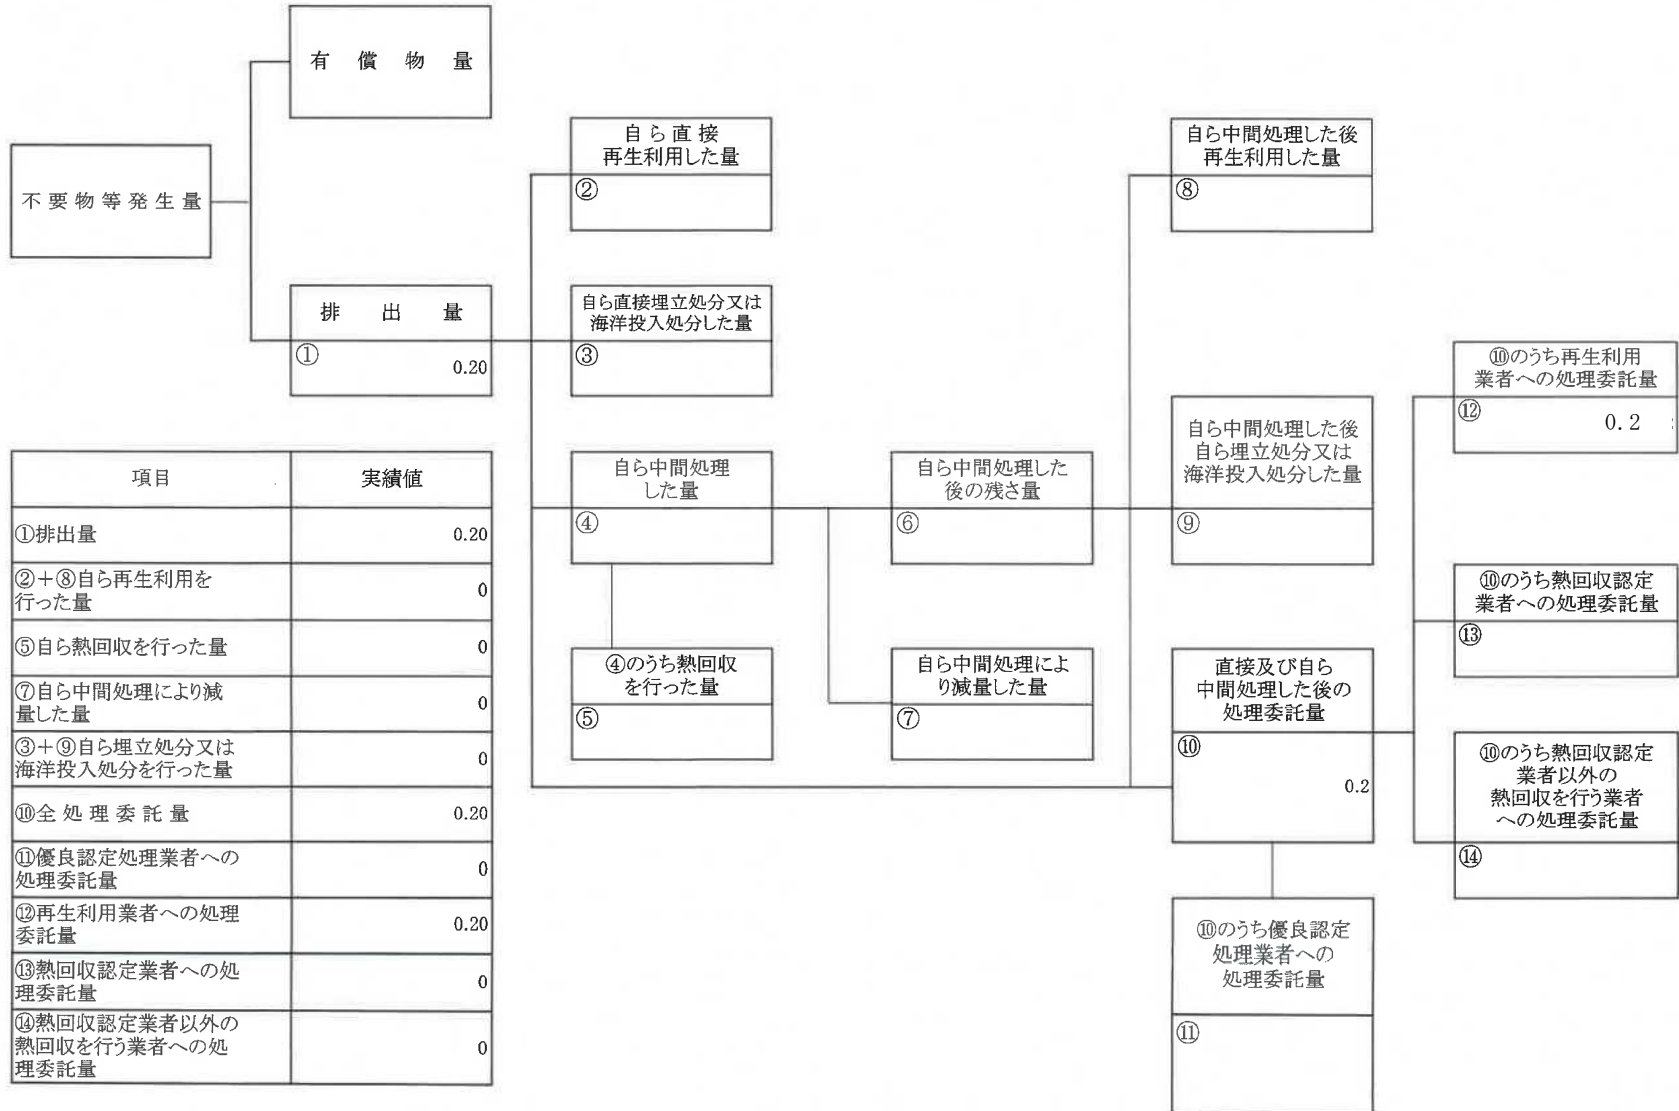 有償物量
不要物等発生量
排出量
①
0.20
自ら直接
再生利用した量
②
自ら直接埋立処分又は
海洋投入処分した量
③
自ら中間処理
した量
④
④のうち熱回収
を行った量
⑤
自ら中間処理した
後の残さ量
⑥
自ら中間処理によ
り減量した量
⑦
自ら中間処理した後
再生利用した量
⑧
自ら中間処理した後
自ら埋立処分又は
海洋投入処分した量
⑨
直接及び自ら
中間処理した後の
処理委託量
⑩
0.2
⑩のうち優良認定
処理業者への
処理委託量
⑪
⑩のうち再生利用
業者への処理委託量
⑫
0.2
⑩のうち熱回収認定
業者への処理委託量
⑬
⑩のうち熱回収認定
業者以外の
熱回収を行う業者
への処理委託量
⑭
項目 実績値
①排出量 0.20
②+⑧自ら再生利用を
行った量 0
⑤自ら熱回収を行った量 0
⑦自ら中間処理により減
量した量 0
③+⑨自ら埋立処分又は
海洋投入処分を行った量 0
⑩全処理委託量 0.20
⑪優良認定処理業者への
処理委託量 0
⑫再生利用業者への処理
委託量 0.20
⑬熱回収認定業者への処
理委託量 0
⑭熱回収認定業者以外の
熱回収を行う業者への処
理委託量 0